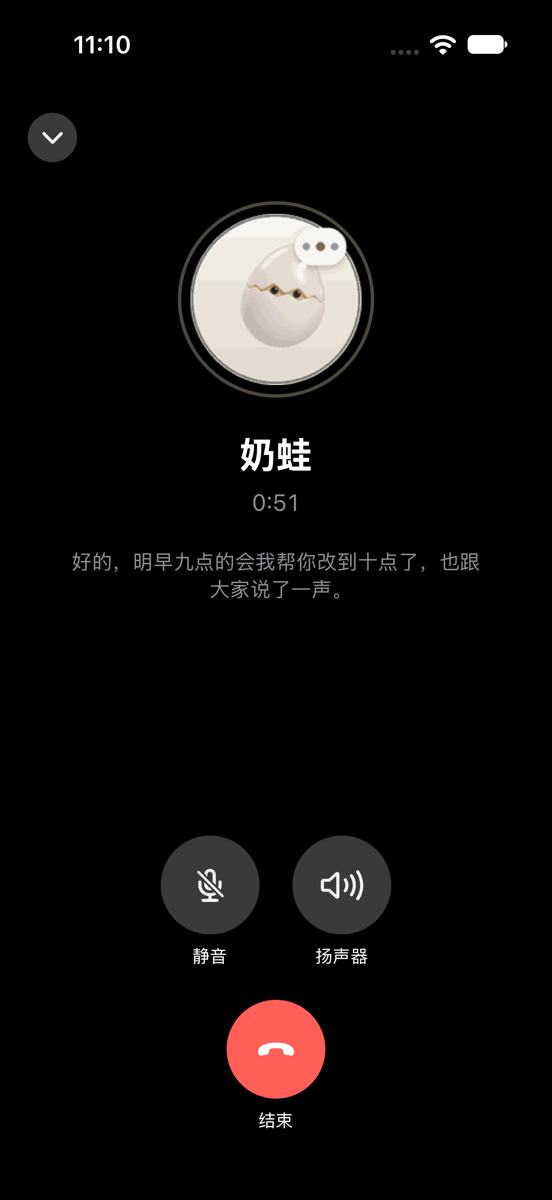 11:10
奶蛙
0:51
好的，明早九点的会我帮你改到十点了，也跟
大家说了一声。
静音
扬声器
结束